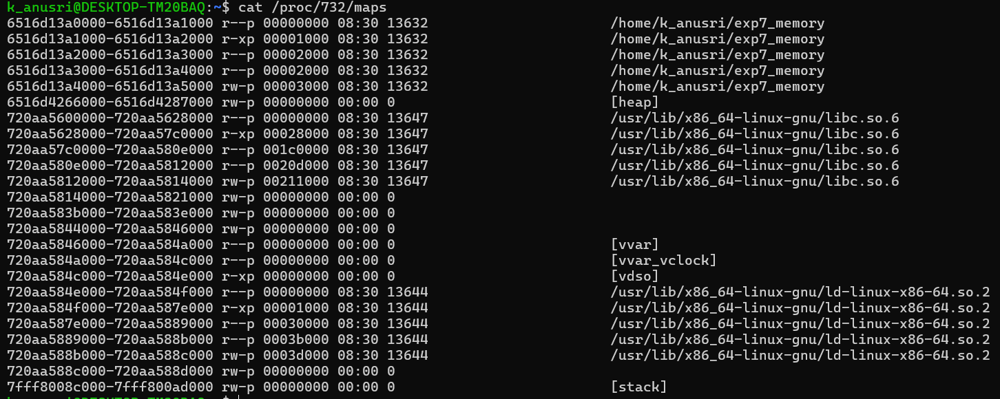 k_anusri@DESKTOP-TM20BAQ:~$ cat /proc/732/maps
6516d13a0000-6516d13a1000 r--p 00000000 08:30 13632 /home/k_anusri/exp7_memory
6516d13a1000-6516d13a2000 r-xp 00001000 08:30 13632 /home/k_anusri/exp7_memory
6516d13a2000-6516d13a3000 r--p 00002000 08:30 13632 /home/k_anusri/exp7_memory
6516d13a3000-6516d13a4000 r--p 00002000 08:30 13632 /home/k_anusri/exp7_memory
6516d13a4000-6516d13a5000 rw-p 00003000 08:30 13632 /home/k_anusri/exp7_memory
6516d4266000-6516d4287000 rw-p 00000000 00:00 0 [heap]
720aa5600000-720aa5628000 r--p 00000000 08:30 13647 /usr/lib/x86_64-linux-gnu/libc.so.6
720aa5628000-720aa57c0000 r-xp 00028000 08:30 13647 /usr/lib/x86_64-linux-gnu/libc.so.6
720aa57c0000-720aa580e000 r--p 001c0000 08:30 13647 /usr/lib/x86_64-linux-gnu/libc.so.6
720aa580e000-720aa5812000 r--p 0020d000 08:30 13647 /usr/lib/x86_64-linux-gnu/libc.so.6
720aa5812000-720aa5814000 rw-p 00211000 08:30 13647 /usr/lib/x86_64-linux-gnu/libc.so.6
720aa5814000-720aa5821000 rw-p 00000000 00:00 0
720aa583b000-720aa583e000 rw-p 00000000 00:00 0
720aa5844000-720aa5846000 rw-p 00000000 00:00 0
720aa5846000-720aa584a000 r--p 00000000 00:00 0 [vvar]
720aa584a000-720aa584c000 r--p 00000000 00:00 0 [vvar_vclock]
720aa584c000-720aa584e000 r-xp 00000000 00:00 0 [vdso]
720aa584e000-720aa584f000 r--p 00000000 08:30 13644 /usr/lib/x86_64-linux-gnu/ld-linux-x86-64.so.2
720aa584f000-720aa587e000 r-xp 00001000 08:30 13644 /usr/lib/x86_64-linux-gnu/ld-linux-x86-64.so.2
720aa587e000-720aa5889000 r--p 00030000 08:30 13644 /usr/lib/x86_64-linux-gnu/ld-linux-x86-64.so.2
720aa5889000-720aa588b000 r--p 0003b000 08:30 13644 /usr/lib/x86_64-linux-gnu/ld-linux-x86-64.so.2
720aa588b000-720aa588c000 rw-p 0003d000 08:30 13644 /usr/lib/x86_64-linux-gnu/ld-linux-x86-64.so.2
720aa588c000-720aa588d000 rw-p 00000000 00:00 0
7fff8008c000-7fff800ad000 rw-p 00000000 00:00 0 [stack]